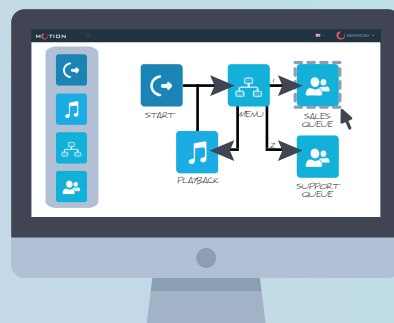 MOTION
START
MENU
1
SALES
QUEUE
PLAYBACK
2
SUPPORT
QUEUE